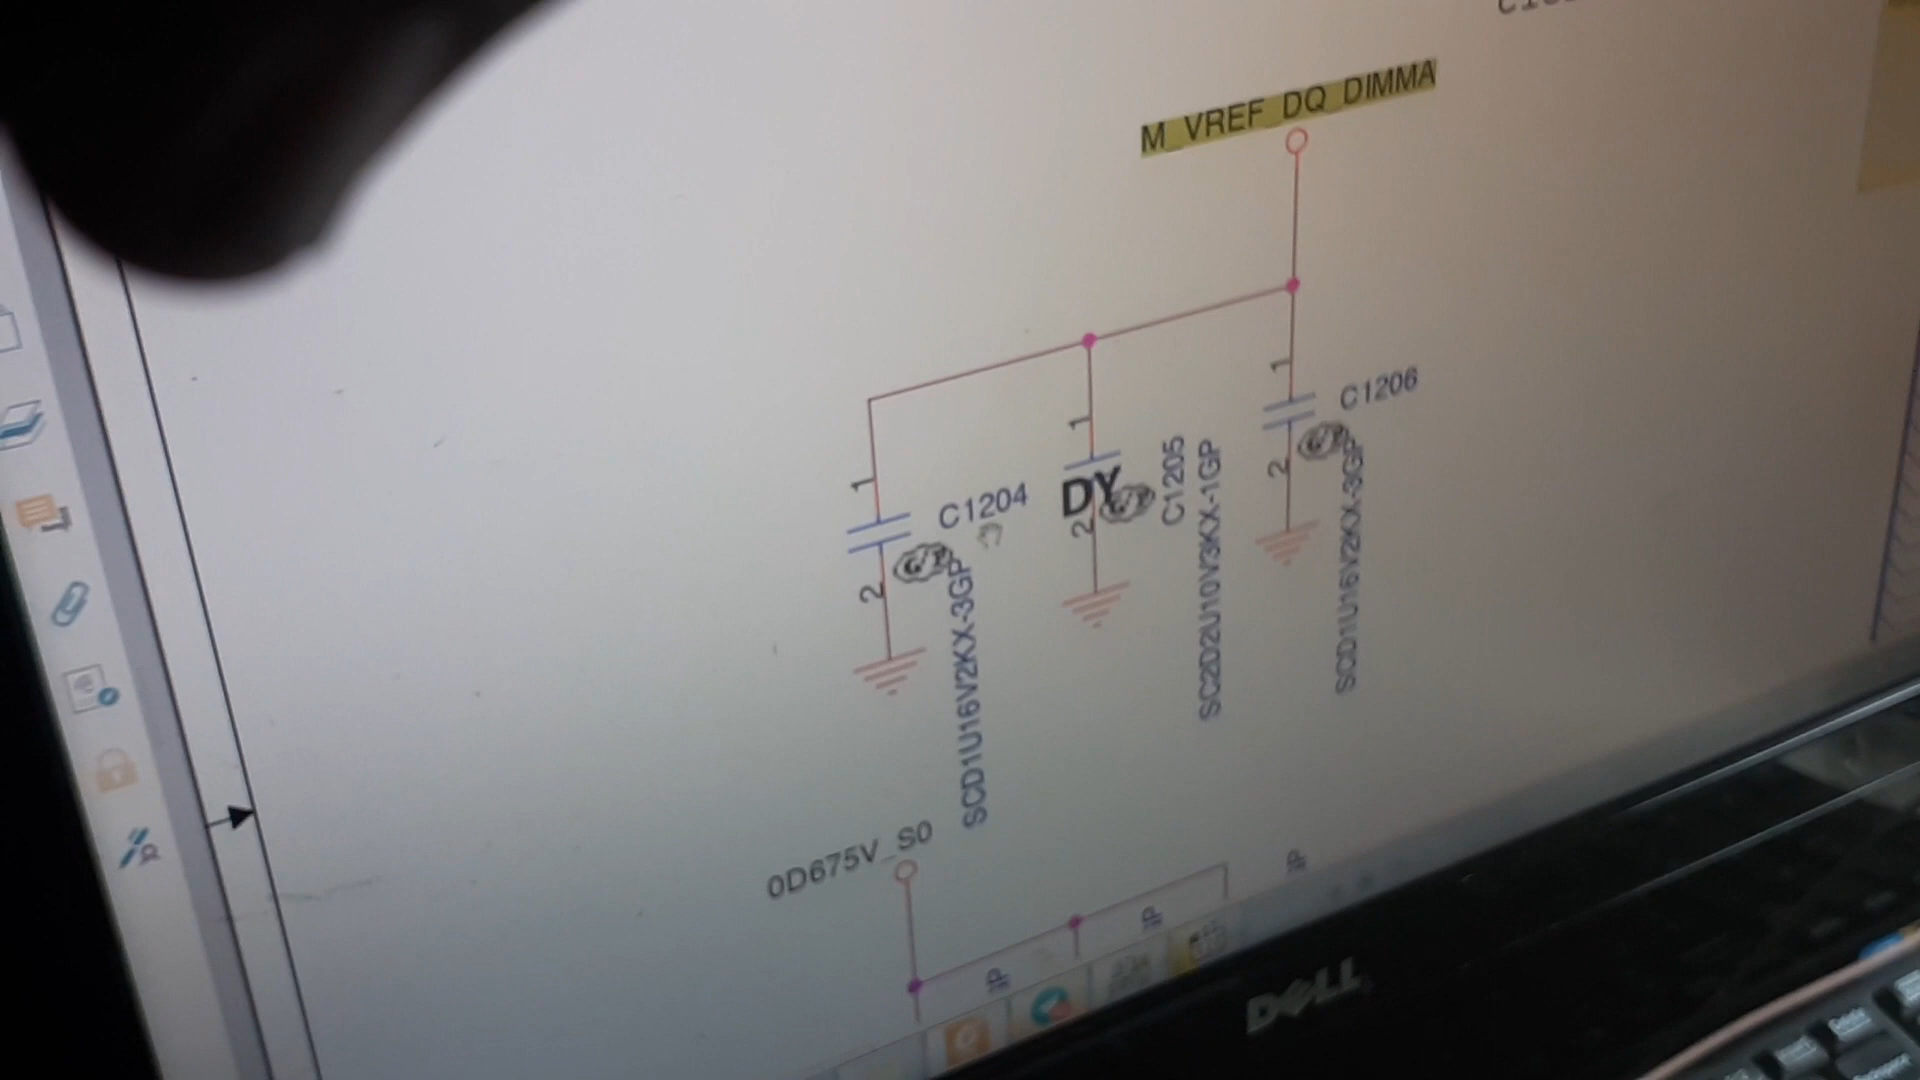 M_VREF_DQ_DIMMA
1
C1206
2
SCD1U16V2KX-3GP
1
DY
2
C1205
SC2D2U10V3KX-1GP
1
C1204
2
SCD1U16V2KX-3GP
0D675V_S0
DELL